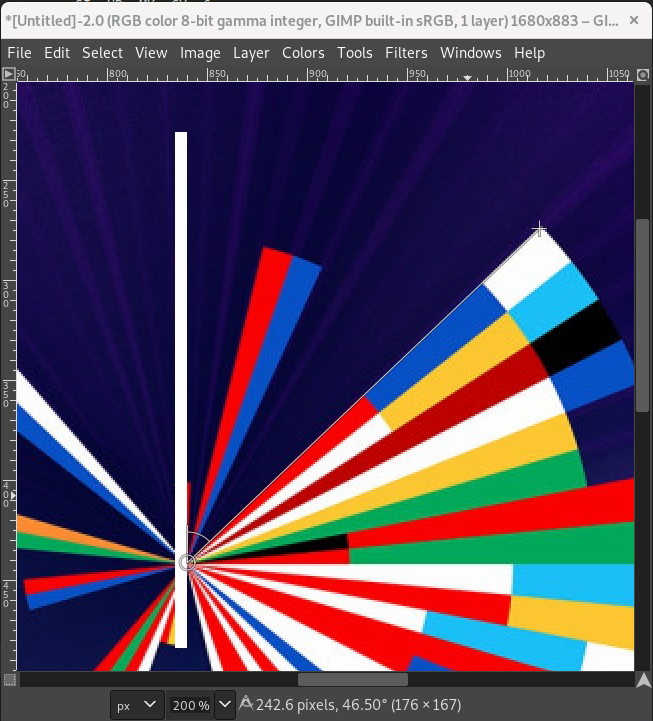 *[Untitled]-2.0 (RGB color 8-bit gamma integer, GIMP built-in sRGB, 1 layer) 1680x883 – GI... ×
File Edit Select View Image Layer Colors Tools Filters Windows Help
50 800 850 900 950 1000 1050
200
250
300
350
400
450
px 200 % 242.6 pixels, 46.50° (176 × 167)